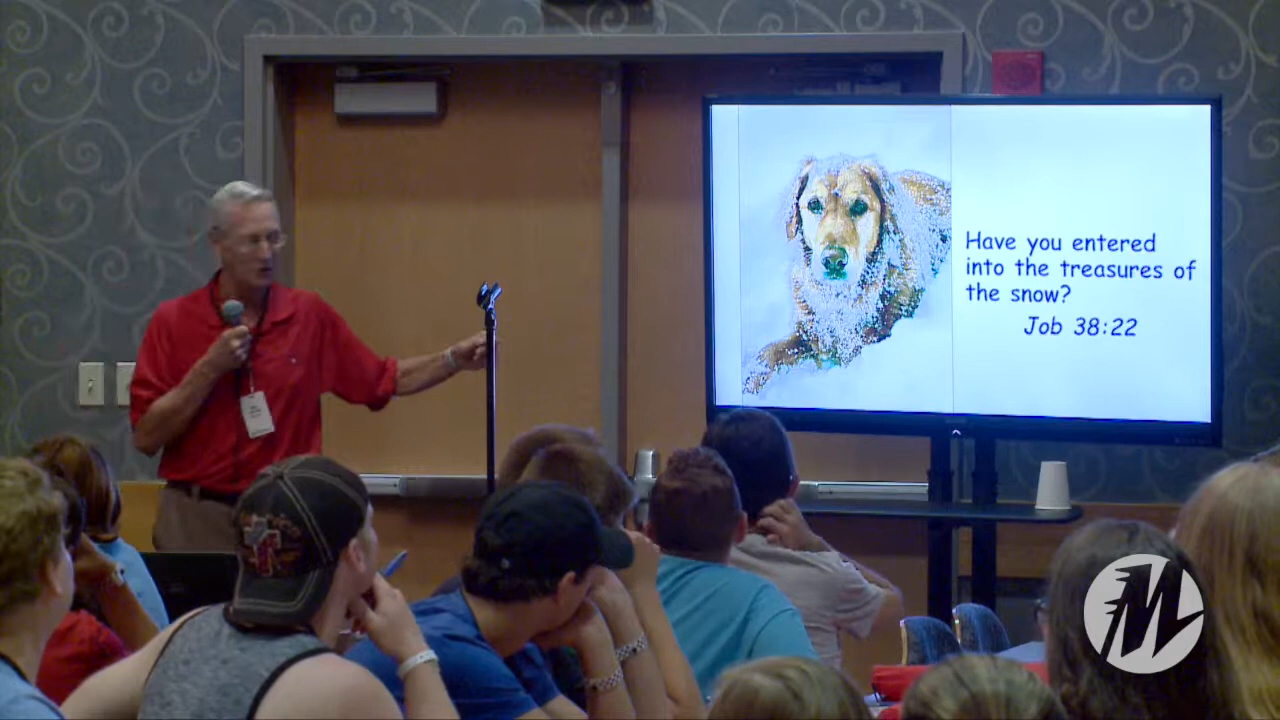 Have you entered
into the treasures of
the snow?
Job 38:22
M